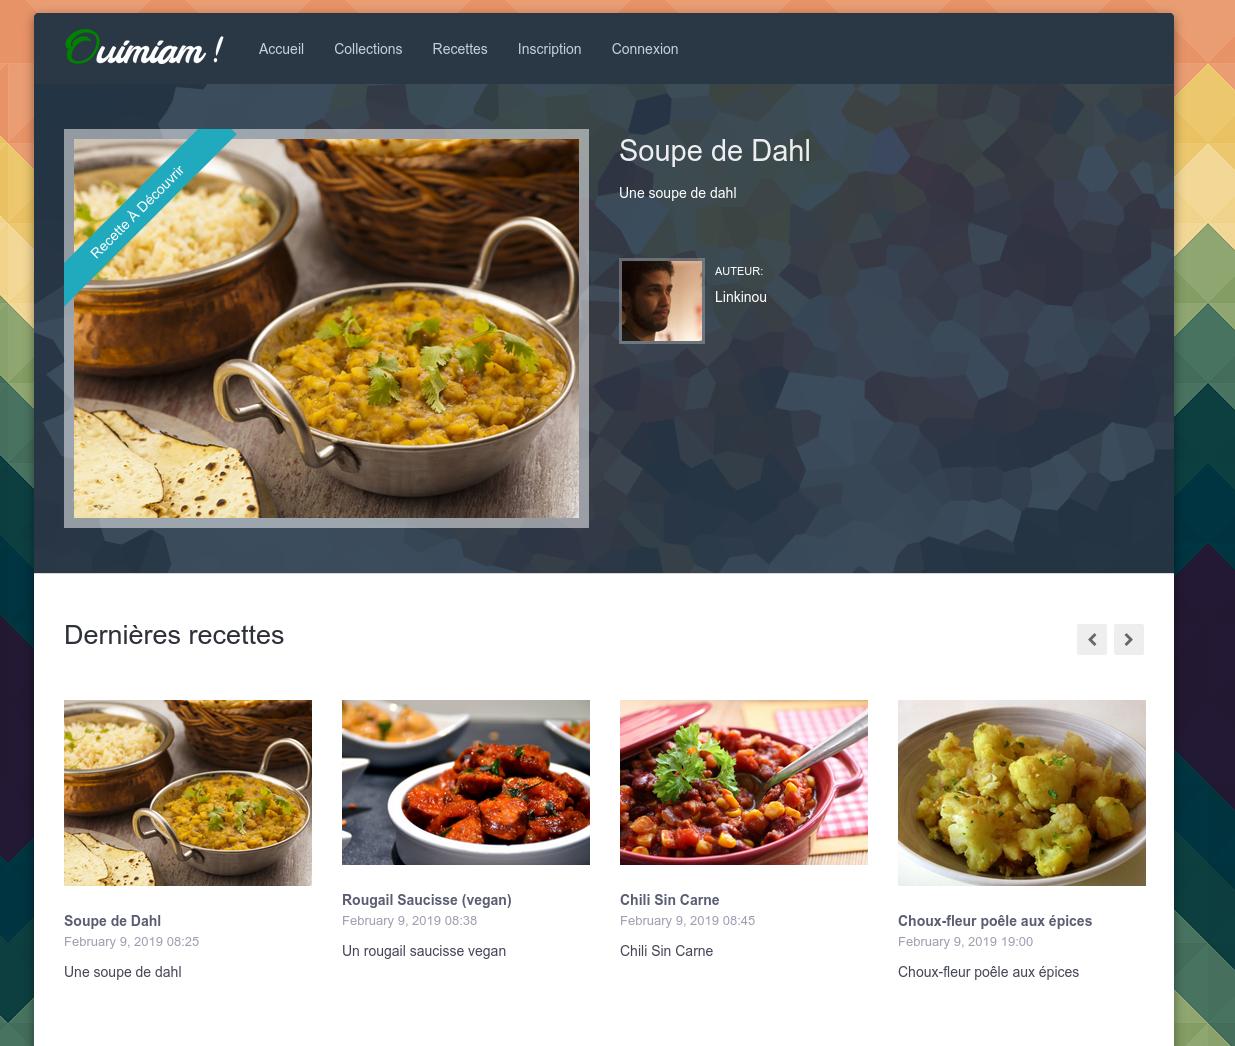 Ouimiam !
Accueil
Collections
Recettes
Inscription
Connexion
Recette À Découvrir
Soupe de Dahl
Une soupe de dahl
AUTEUR:
Linkinou
Dernières recettes
Soupe de Dahl
February 9, 2019 08:25
Une soupe de dahl
Rougail Saucisse (vegan)
February 9, 2019 08:38
Un rougail saucisse vegan
Chili Sin Carne
February 9, 2019 08:45
Chili Sin Carne
Choux-fleur poêle aux épices
February 9, 2019 19:00
Choux-fleur poêle aux épices